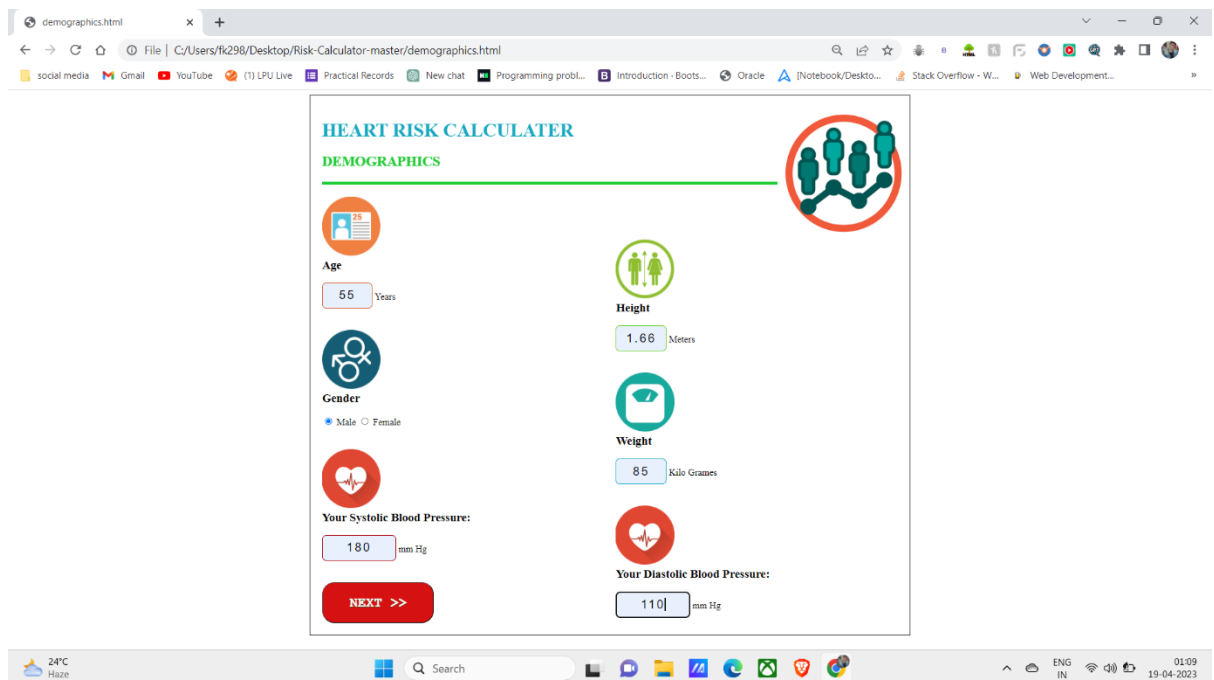 demographics.html
File | C:/Users/fk298/Desktop/Risk-Calculator-master/demographics.html
social media Gmail YouTube (1) LPU Live Practical Records New chat Programming probl... Introduction · Boots... Oracle [Notebook/Deskto... Stack Overflow - W... Web Development...
HEART RISK CALCULATER
DEMOGRAPHICS
25
Age
55 Years
Gender
Male Female
Your Systolic Blood Pressure:
180 mm Hg
NEXT >>
Height
1.66 Meters
Weight
85 Kilo Grames
Your Diastolic Blood Pressure:
110 mm Hg
24°C
Haze
Search
ENG
IN
01:09
19-04-2023